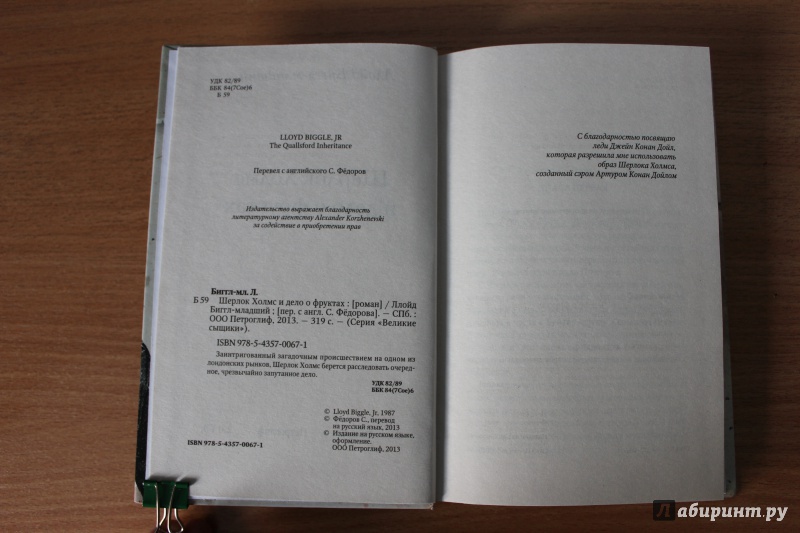 УДК 82/89
ББК 84(7Сое)6
Б 59
LLOYD BIGGLE, JR
The Quallsford Inheritance
Перевел с английского С. Фёдоров
Издательство выражает благодарность
литературному агентству Alexander Korzhenevski
за содействие в приобретении прав
Биггл-мл. Л.
Б 59 Шерлок Холмс и дело о фруктах : [роман] / Ллойд
Биггл-младший ; [пер. с англ. С. Фёдорова]. — СПб. :
ООО Петроглиф, 2013. — 319 с. — (Серия «Великие
сыщики»).
ISBN 978-5-4357-0067-1
Заинтригованный загадочным происшествием на одном из
лондонских рынков, Шерлок Холмс берется расследовать очеред-
ное, чрезвычайно запутанное дело.
УДК 82/89
ББК 84(7Сое)6
© Lloyd Biggle, Jr, 1987
© Фёдоров С., перевод
на русский язык, 2013
© Издание на русском языке,
оформление.
ООО Петроглиф, 2013
ISBN 978-5-4357-0067-1
С благодарностью посвящаю
леди Джейн Конан Дойл,
которая разрешила мне использовать
образ Шерлока Холмса,
созданный сэром Артуром Конан Дойлом
Лабиринт.ру